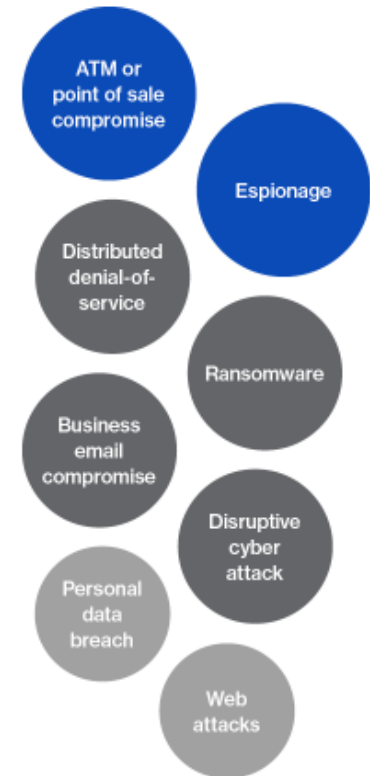 ATM or
point of sale
compromise
Espionage
Distributed
denial-of-
service
Ransomware
Business
email
compromise
Disruptive
cyber
attack
Personal
data
breach
Web
attacks